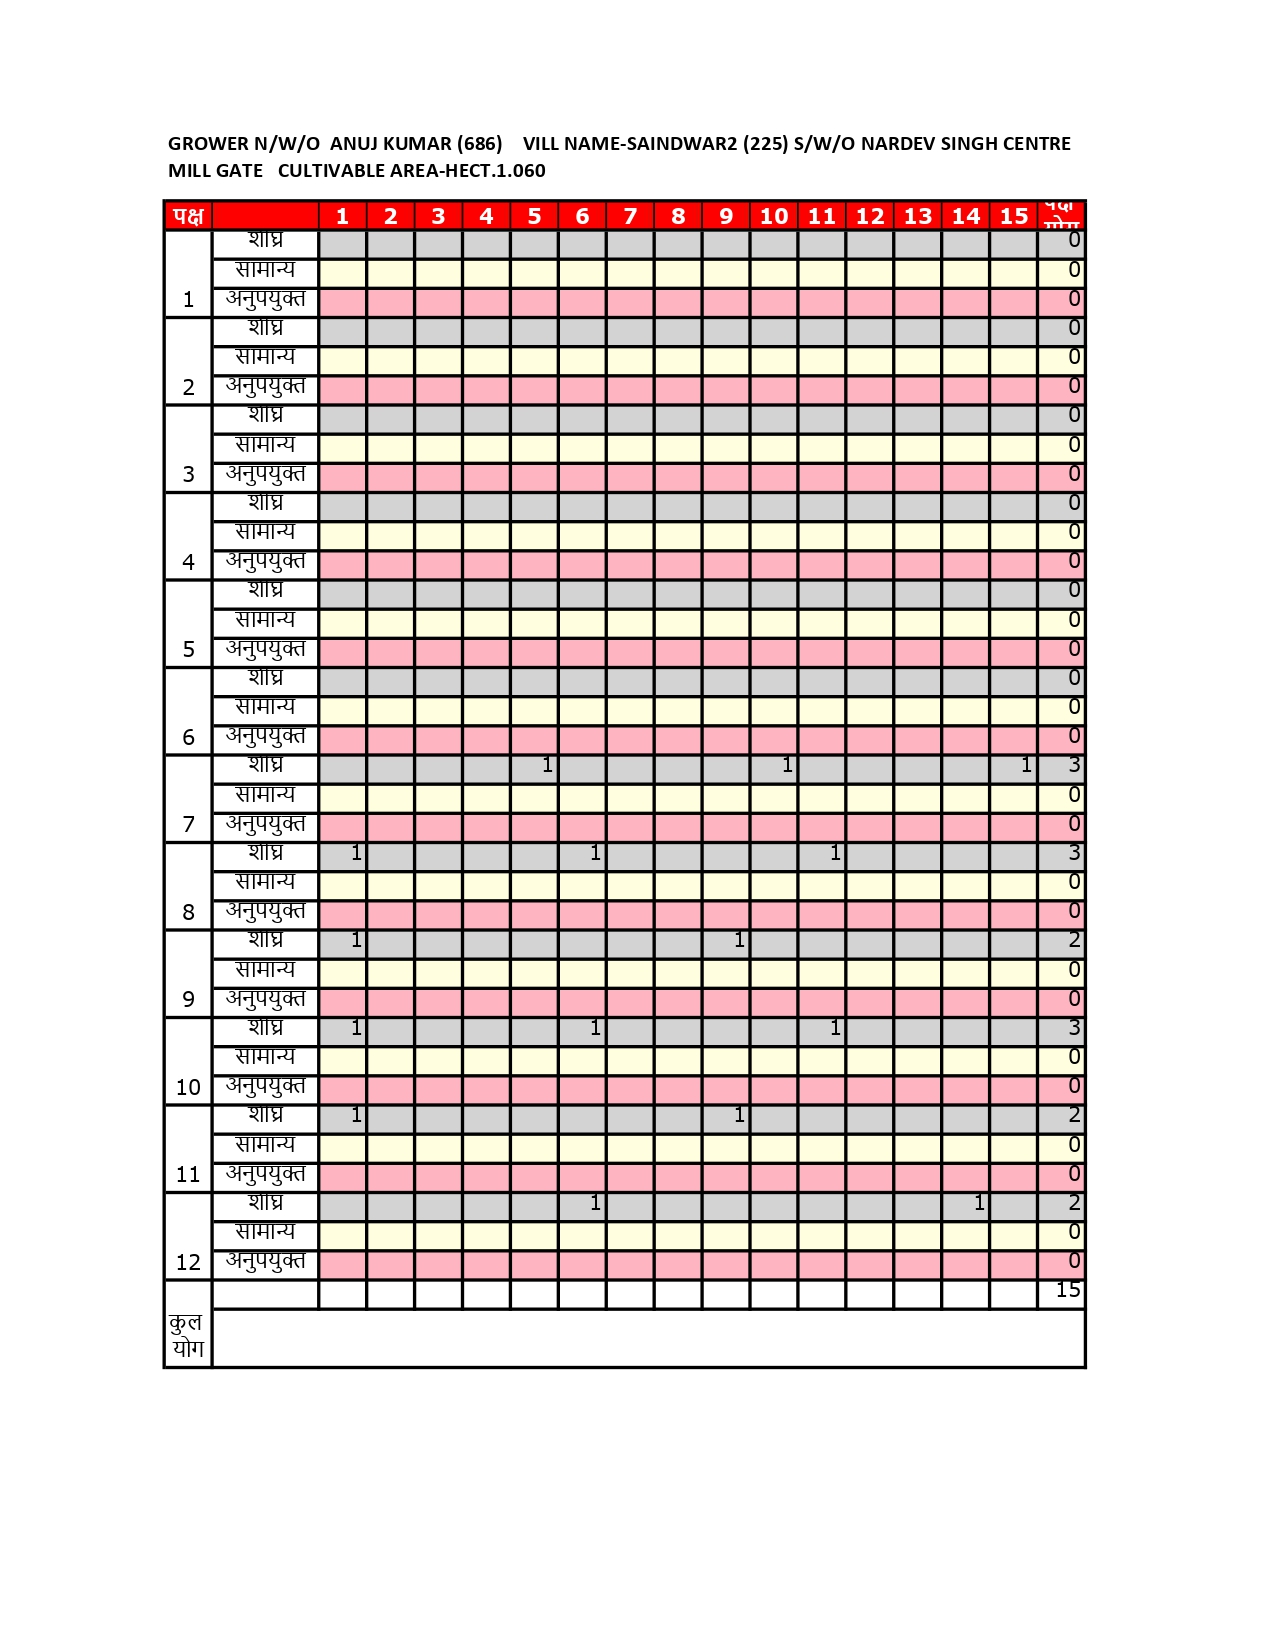 GROWER N/W/O ANUJ KUMAR (686) VILL NAME-SAINDWAR2 (225) S/W/O NARDEV SINGH CENTRE
MILL GATE CULTIVABLE AREA-HECT.1.060
पक्ष 1 2 3 4 5 6 7 8 9 10 11 12 13 14 15 पक्ष
योग
शीघ्र 0
सामान्य 0
1 अनुपयुक्त 0
शीघ्र 0
सामान्य 0
2 अनुपयुक्त 0
शीघ्र 0
सामान्य 0
3 अनुपयुक्त 0
शीघ्र 0
सामान्य 0
4 अनुपयुक्त 0
शीघ्र 0
सामान्य 0
5 अनुपयुक्त 0
शीघ्र 0
सामान्य 0
6 अनुपयुक्त 0
शीघ्र 1 1 1 3
सामान्य 0
7 अनुपयुक्त 0
शीघ्र 1 1 1 3
सामान्य 0
8 अनुपयुक्त 0
शीघ्र 1 1 2
सामान्य 0
9 अनुपयुक्त 0
शीघ्र 1 1 1 3
सामान्य 0
10 अनुपयुक्त 0
शीघ्र 1 1 2
सामान्य 0
11 अनुपयुक्त 0
शीघ्र 1 1 2
सामान्य 0
12 अनुपयुक्त 0
15
कुल
योग